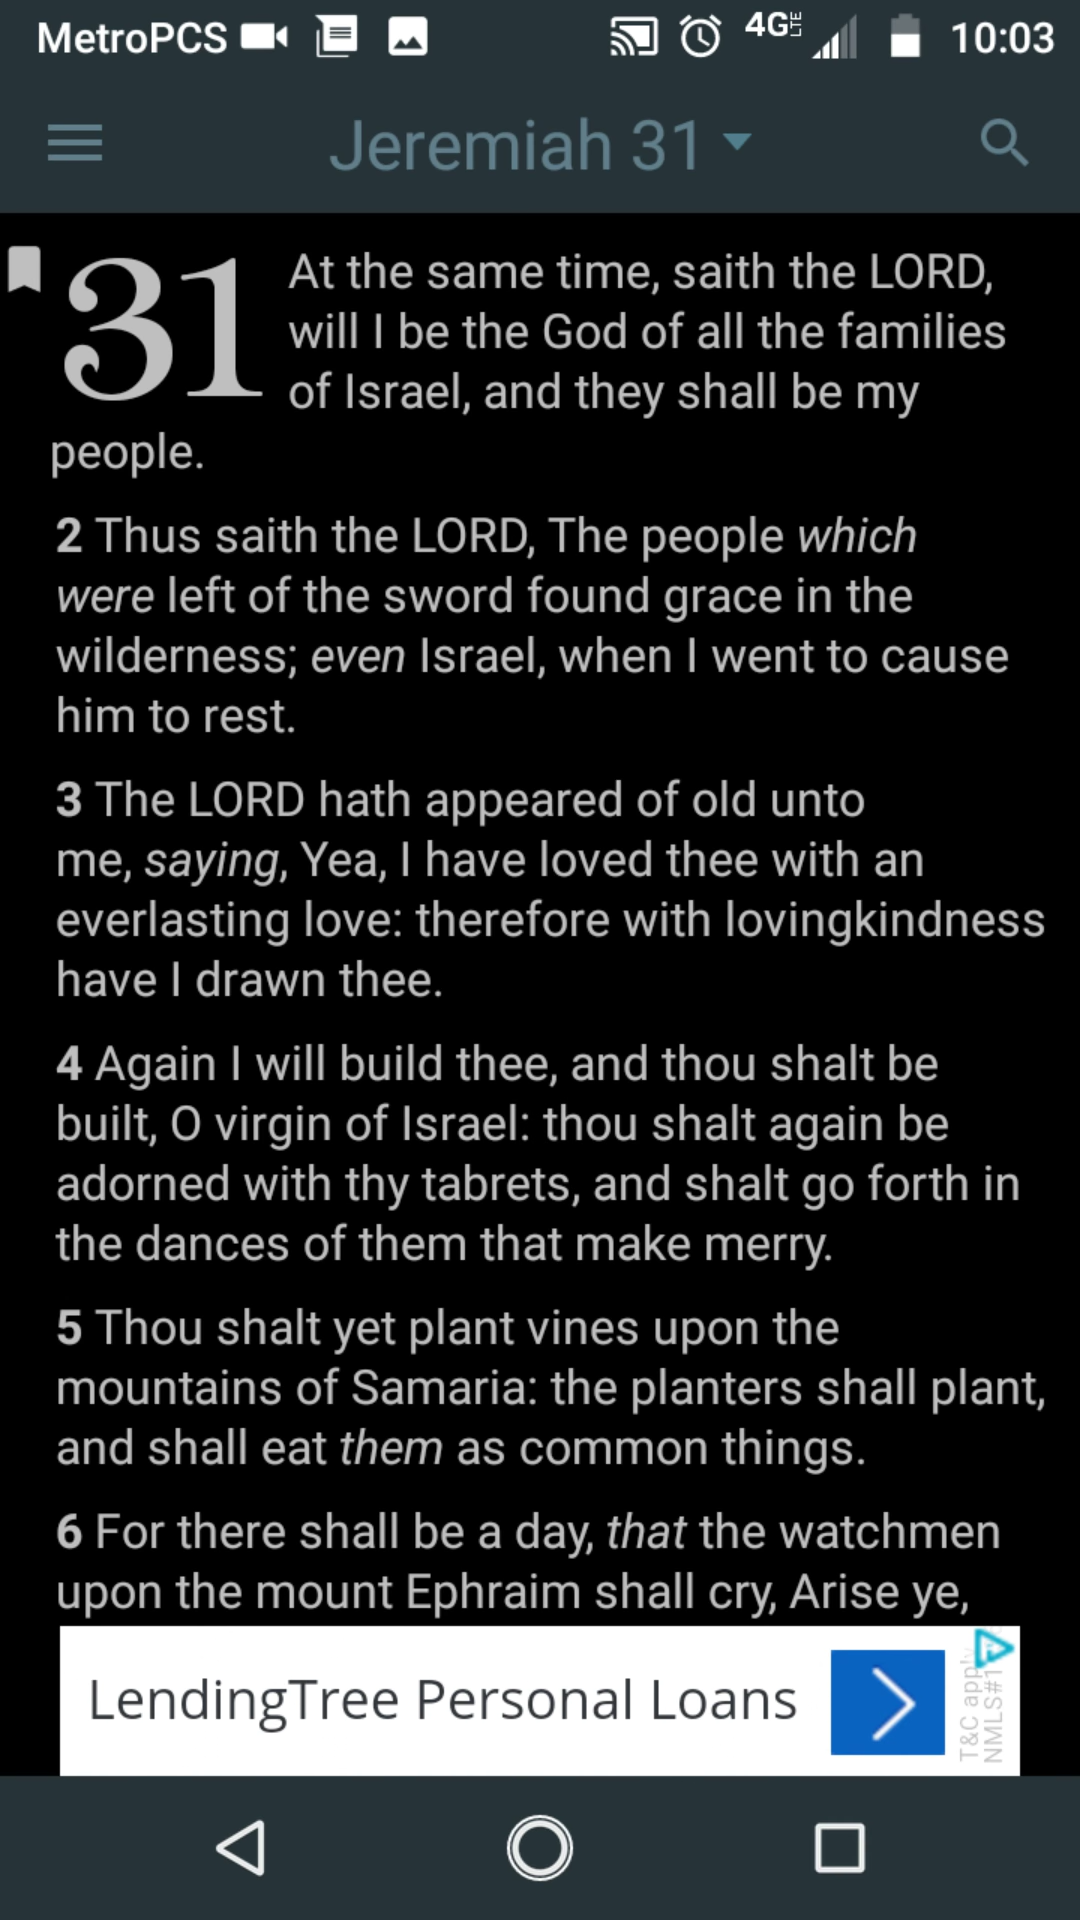 MetroPCS 4G LTE 10:03
Jeremiah 31
31 At the same time, saith the LORD,
will I be the God of all the families
of Israel, and they shall be my
people.
2 Thus saith the LORD, The people which
were left of the sword found grace in the
wilderness; even Israel, when I went to cause
him to rest.
3 The LORD hath appeared of old unto
me, saying, Yea, I have loved thee with an
everlasting love: therefore with lovingkindness
have I drawn thee.
4 Again I will build thee, and thou shalt be
built, O virgin of Israel: thou shalt again be
adorned with thy tabrets, and shalt go forth in
the dances of them that make merry.
5 Thou shalt yet plant vines upon the
mountains of Samaria: the planters shall plant,
and shall eat them as common things.
6 For there shall be a day, that the watchmen
upon the mount Ephraim shall cry, Arise ye,
LendingTree Personal Loans
T&C
NMLS#1